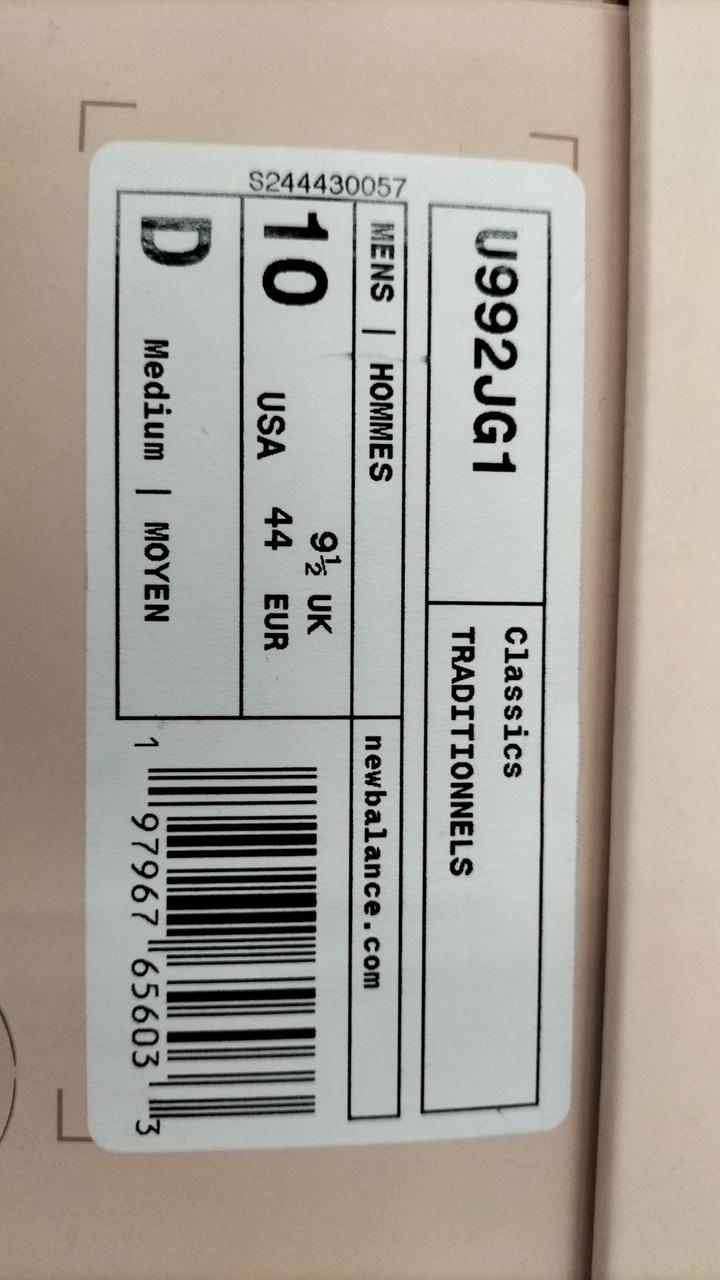 S244430057
U992JG1
Classics
TRADITIONNELS
MENS | HOMMES
newbalance.com
10 USA
9½ UK
44 EUR
D Medium | MOYEN
1 97967 65603 3